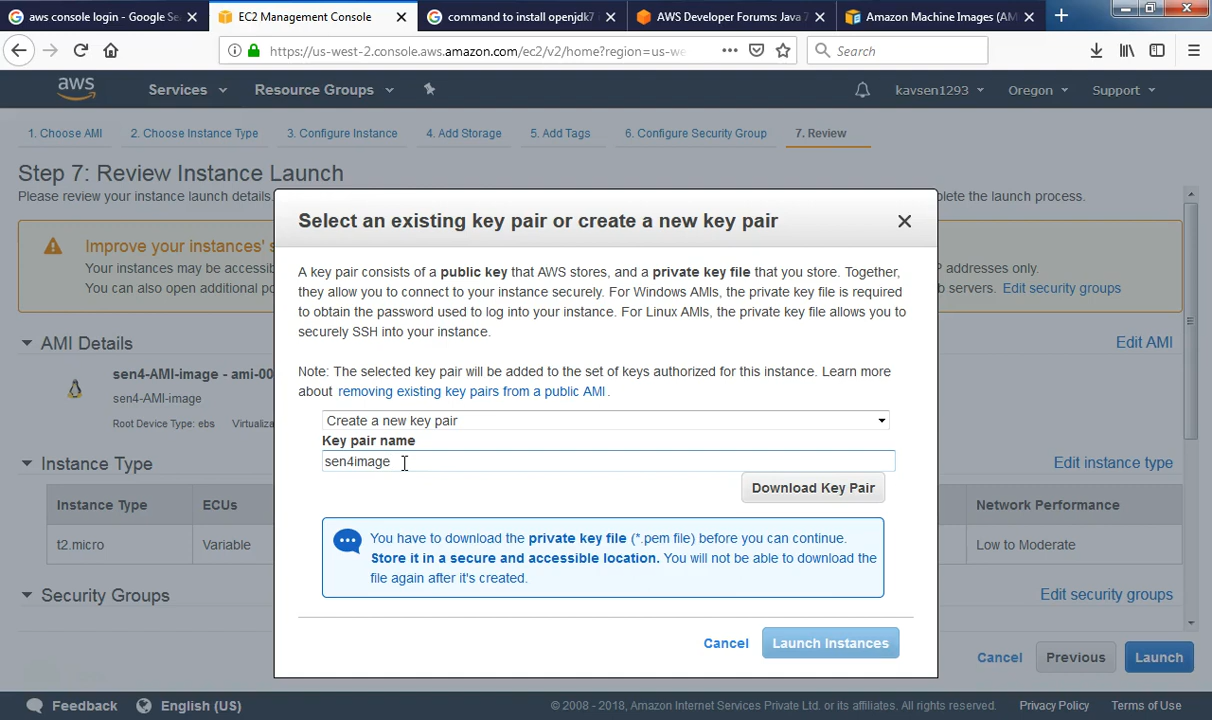 aws console login - Google Se
EC2 Management Console
command to install openjdk7
AWS Developer Forums: Java 7
Amazon Machine Images (AM
https://us-west-2.console.aws.amazon.com/ec2/v2/home?region=us-we
Search
aws
Services
Resource Groups
kavsen1293
Oregon
Support
1. Choose AMI
2. Choose Instance Type
3. Configure Instance
4. Add Storage
5. Add Tags
6. Configure Security Group
7. Review
Step 7: Review Instance Launch
Please review your instance launch details.
plete the launch process.
Improve your instances' s
Your instances may be accessib
P addresses only.
You can also open additional po
b servers. Edit security groups
AMI Details
Edit AMI
sen4-AMI-image - ami-00
sen4-AMI-image
Root Device Type: ebs Virtualiza
Instance Type
Edit instance type
Instance Type
ECUs
Network Performance
t2.micro
Variable
Low to Moderate
Security Groups
Edit security groups
Select an existing key pair or create a new key pair
A key pair consists of a public key that AWS stores, and a private key file that you store. Together,
they allow you to connect to your instance securely. For Windows AMIs, the private key file is required
to obtain the password used to log into your instance. For Linux AMIs, the private key file allows you to
securely SSH into your instance.
Note: The selected key pair will be added to the set of keys authorized for this instance. Learn more
about removing existing key pairs from a public AMI .
Create a new key pair
Key pair name
sen4image
Download Key Pair
You have to download the private key file (*.pem file) before you can continue.
Store it in a secure and accessible location. You will not be able to download the
file again after it's created.
Cancel
Launch Instances
Cancel
Previous
Launch
Feedback
English (US)
© 2008 - 2018, Amazon Internet Services Private Ltd. or its affiliates. All rights reserved.
Privacy Policy
Terms of Use